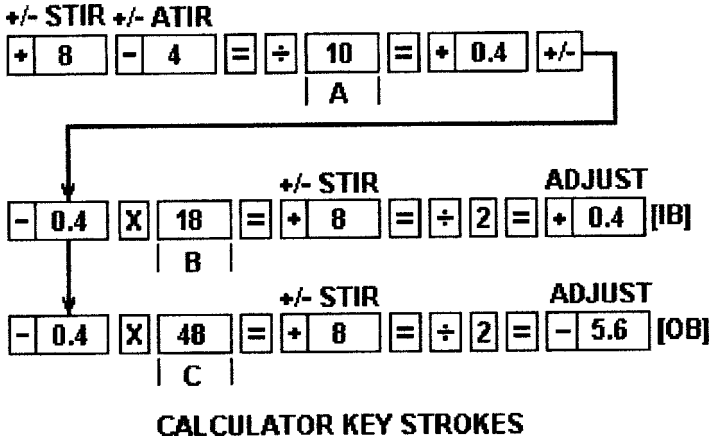 +/- STIR +/- ATIR
+ 8 - 4 = ÷ 10 = + 0.4 +/-
A
+/- STIR ADJUST
- 0.4 X 18 = + 8 = ÷ 2 = + 0.4 [IB]
B
+/- STIR ADJUST
- 0.4 X 48 = + 8 = ÷ 2 = - 5.6 [OB]
C
CALCULATOR KEY STROKES